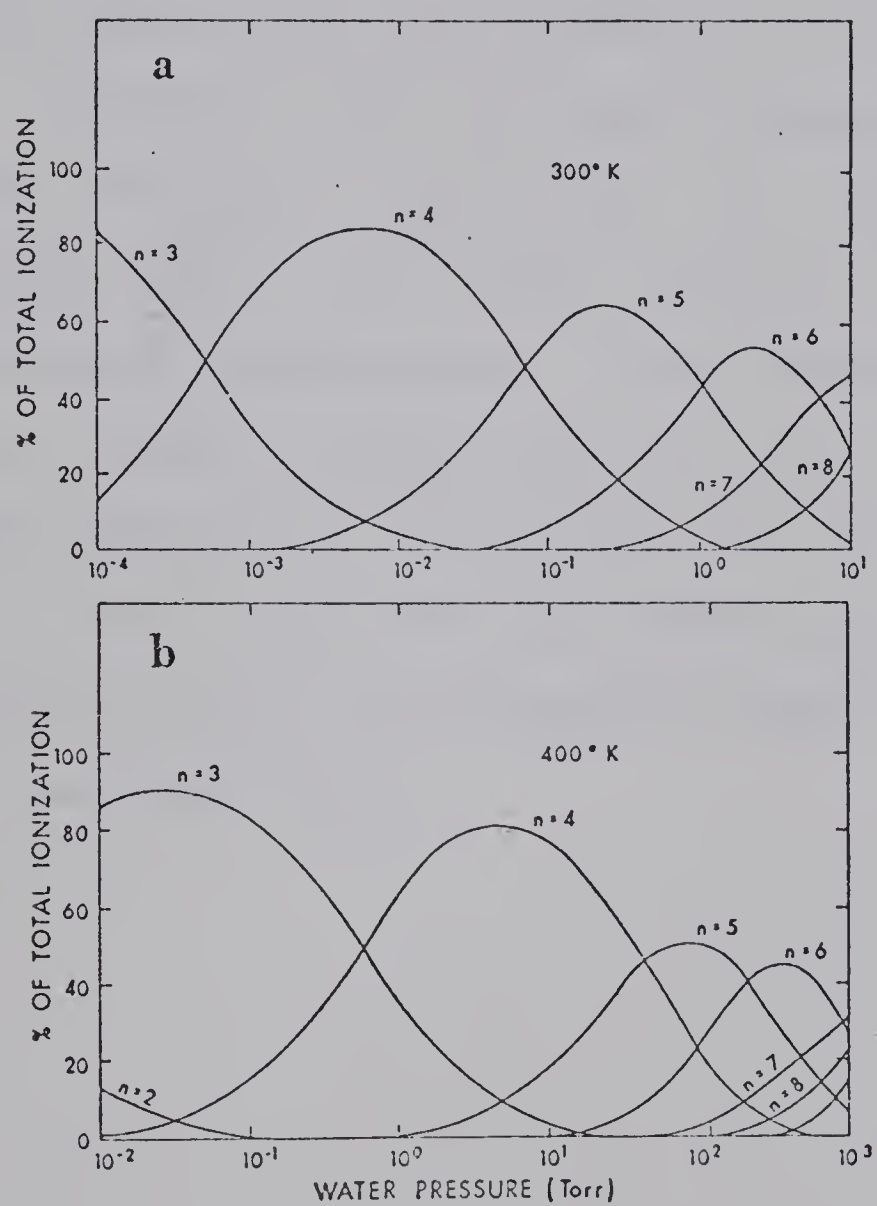 a
300° K
% OF TOTAL IONIZATION
100
80
60
40
20
0
n = 3
n = 4
n = 5
n = 6
n = 7
n = 8
10⁻⁴ 10⁻³ 10⁻² 10⁻¹ 10⁰ 10¹
b
400° K
% OF TOTAL IONIZATION
100
80
60
40
20
0
n = 3
n = 4
n = 5
n = 6
n = 2
n = 7
n = 8
10⁻² 10⁻¹ 10⁰ 10¹ 10² 10³
WATER PRESSURE (Torr)